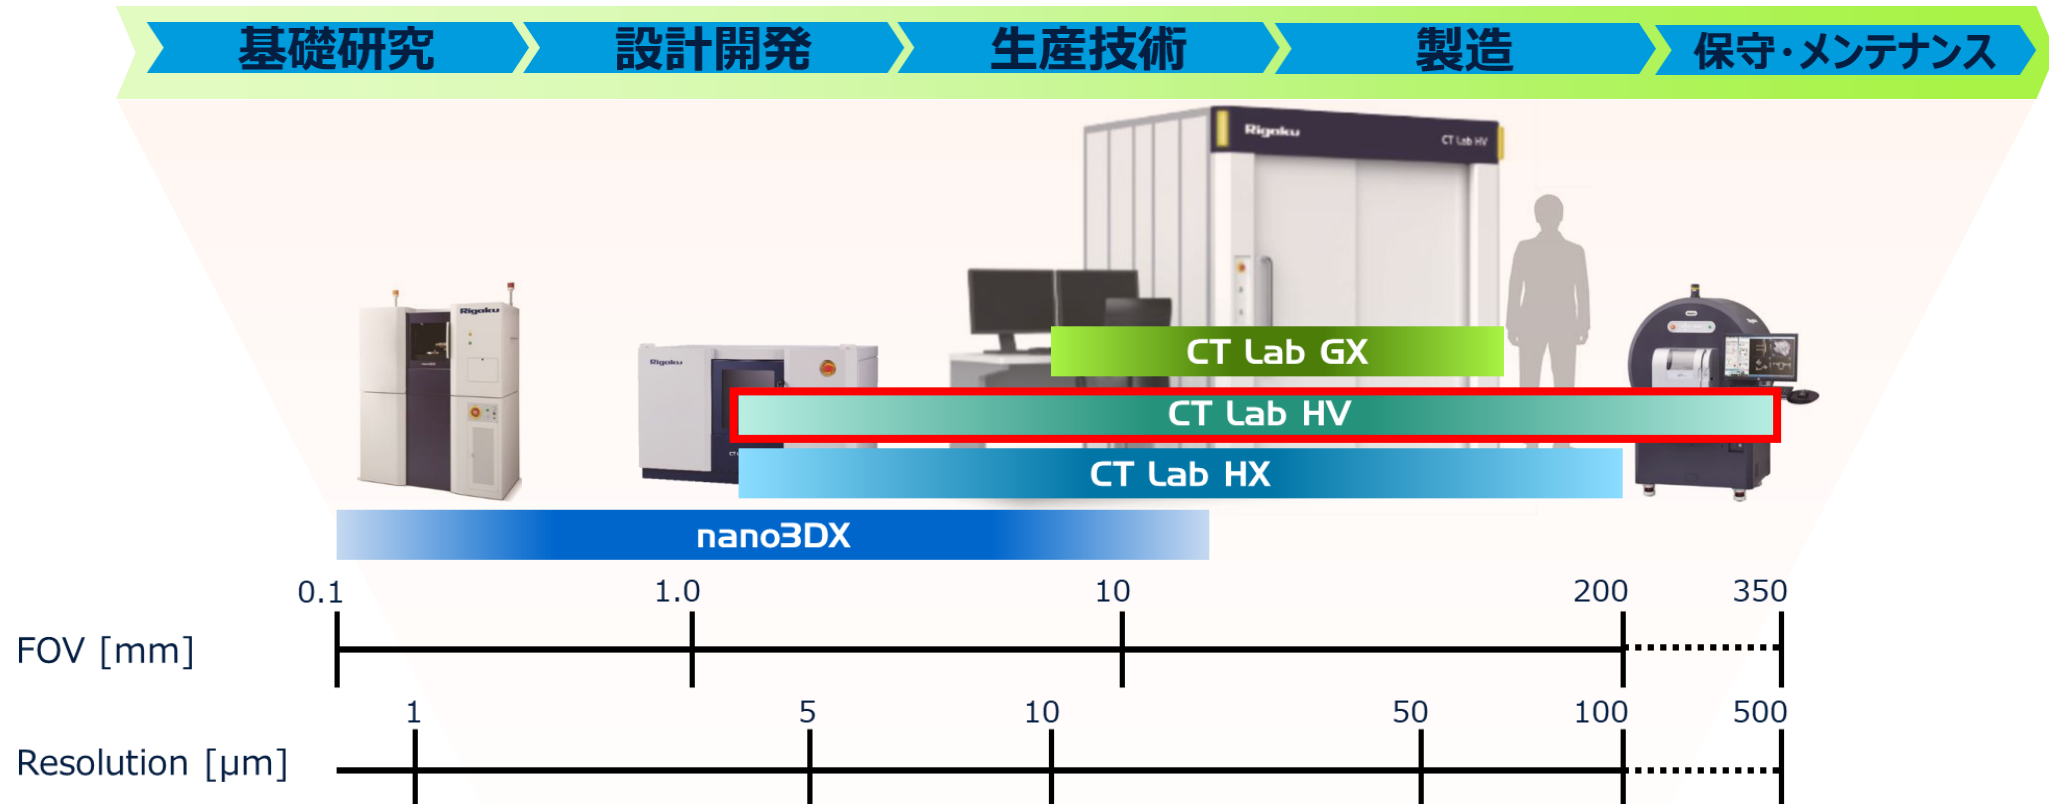 基礎研究
設計開発
生産技術
製造
保守・メンテナンス
Rigaku
CT Lab HV
Rigaku
Rigaku
CT Lab GX
CT Lab HV
CT Lab HX
nano3DX
0.1 1.0 10 200 350
FOV [mm]
1 5 10 50 100 500
Resolution [μm]